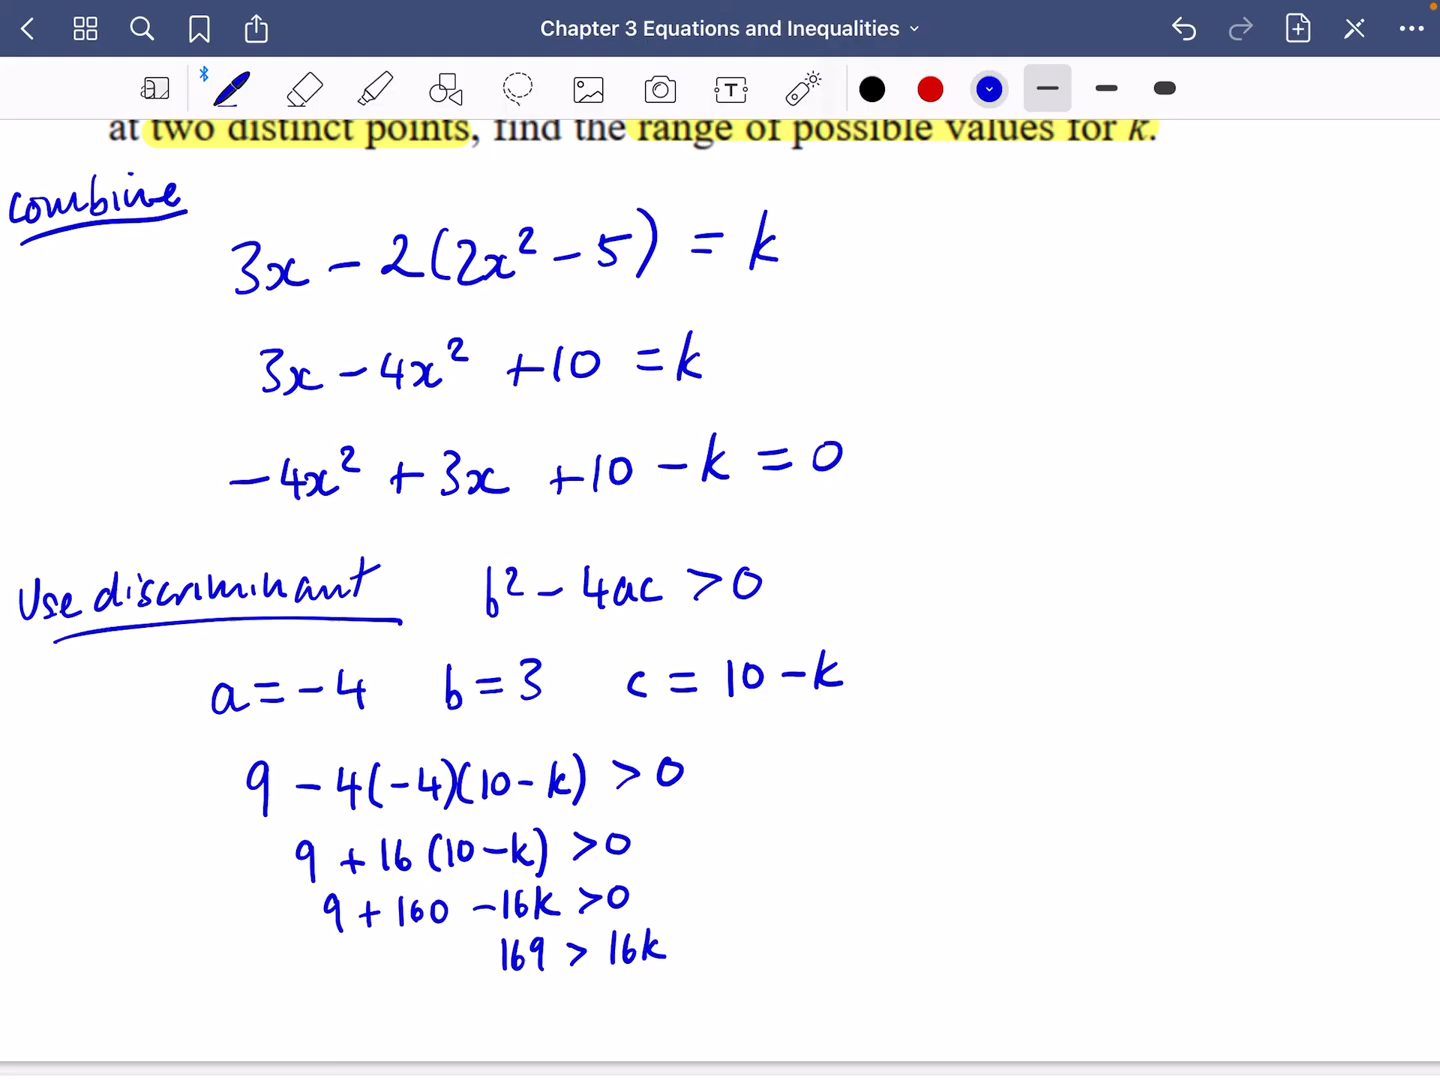 Chapter 3 Equations and Inequalities
T
at two distinct points, find the range of possible values for k.
Combine
3x − 2(2x² − 5) = k
3x − 4x² + 10 = k
−4x² + 3x + 10 − k = 0
Use discriminant b² − 4ac > 0
a = −4 b = 3 c = 10 − k
9 − 4(−4)(10 − k) > 0
9 + 16(10 − k) > 0
9 + 160 − 16k > 0
169 > 16k